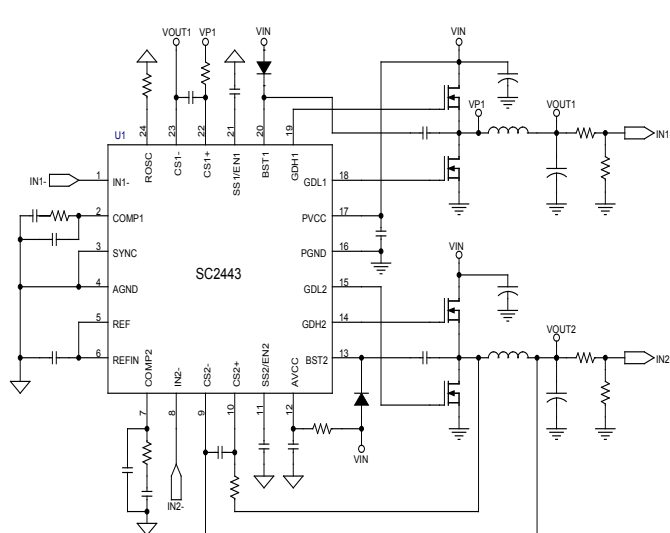 VOUT1 VP1 VIN VIN
U1
24 23 22 21 20 19
ROSC CS1- CS1+ SS1/EN1 BST1 GDH1
VP1 VOUT1
IN1-
IN1- 1 IN1- GDL1 18
2 COMP1 PVCC 17
3 SYNC PGND 16
VIN
SC2443
4 AGND GDL2 15
5 REF GDH2 14
6 REFIN BST2 13
VOUT2
IN2-
COMP2 IN2- CS2- CS2+ SS2/EN2 AVCC
7 8 9 10 11 12
VIN
IN2-